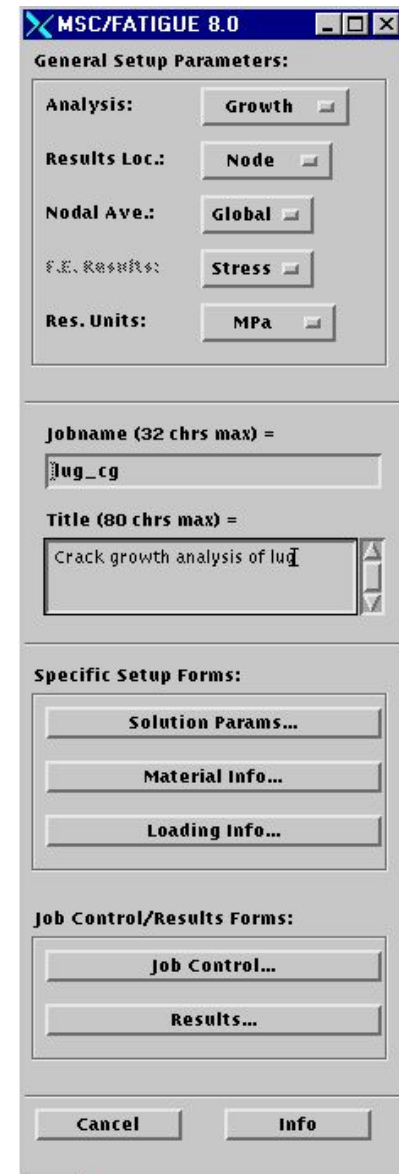 MSC/FATIGUE 8.0
General Setup Parameters:
Analysis: Growth
Results Loc.: Node
Nodal Ave.: Global
F.E. Results: Stress
Res. Units: MPa
Jobname (32 chrs max) =
lug_cg
Title (80 chrs max) =
Crack growth analysis of lug
Specific Setup Forms:
Solution Params...
Material Info...
Loading Info...
Job Control/Results Forms:
Job Control...
Results...
Cancel Info